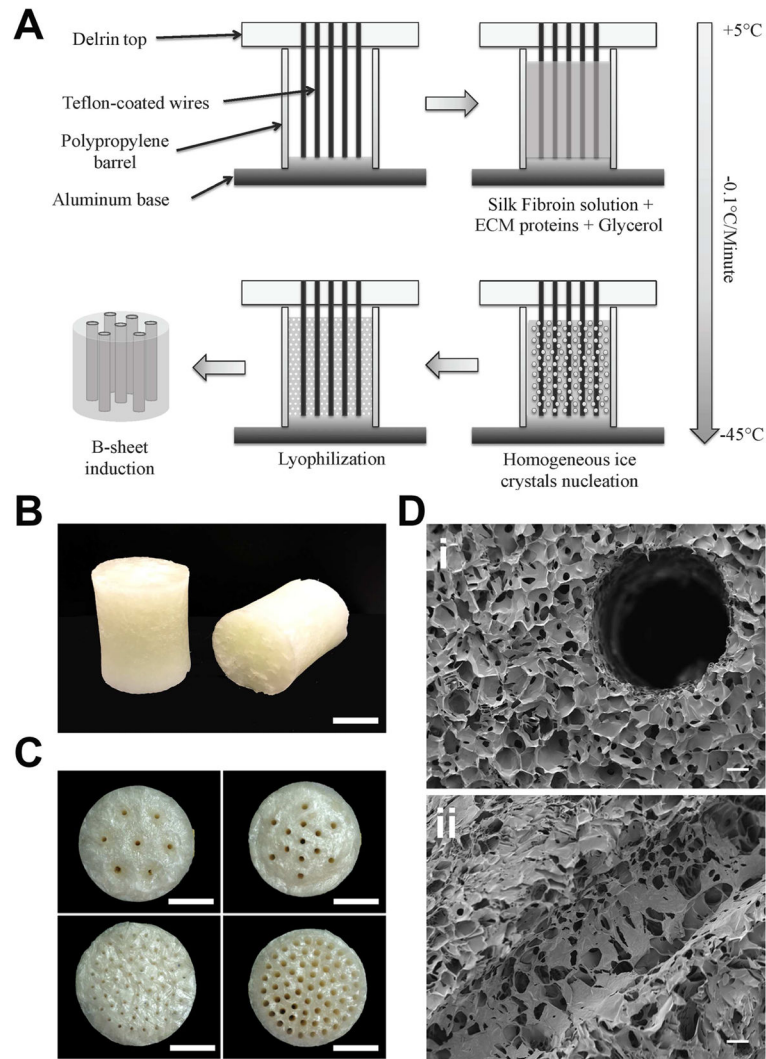 A
Delrin top
Teflon-coated wires
Polypropylene
barrel
Aluminum base
Silk Fibroin solution +
ECM proteins + Glycerol
+5°C
-0.1°C/Minute
-45°C
B-sheet
induction
Lyophilization
Homogeneous ice
crystals nucleation
B
C
D
i
ii